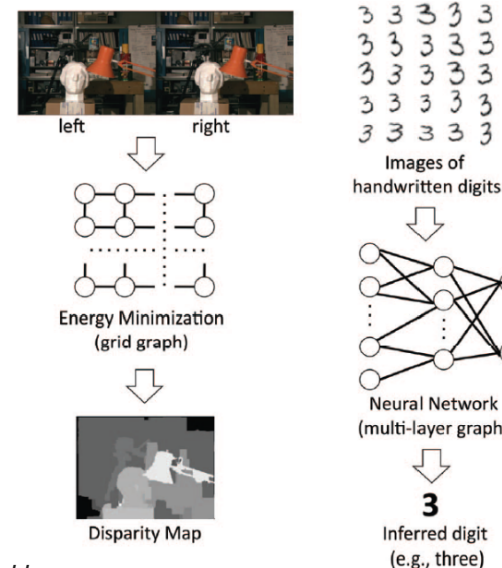 left right
Energy Minimization
(grid graph)
Disparity Map
3 3 3 3 3
3 3 3 3 3
3 3 3 3 3
3 3 3 3 3
3 3 3 3 3
Images of
handwritten digits
Neural Network
(multi-layer graph
3
Inferred digit
(e.g., three)